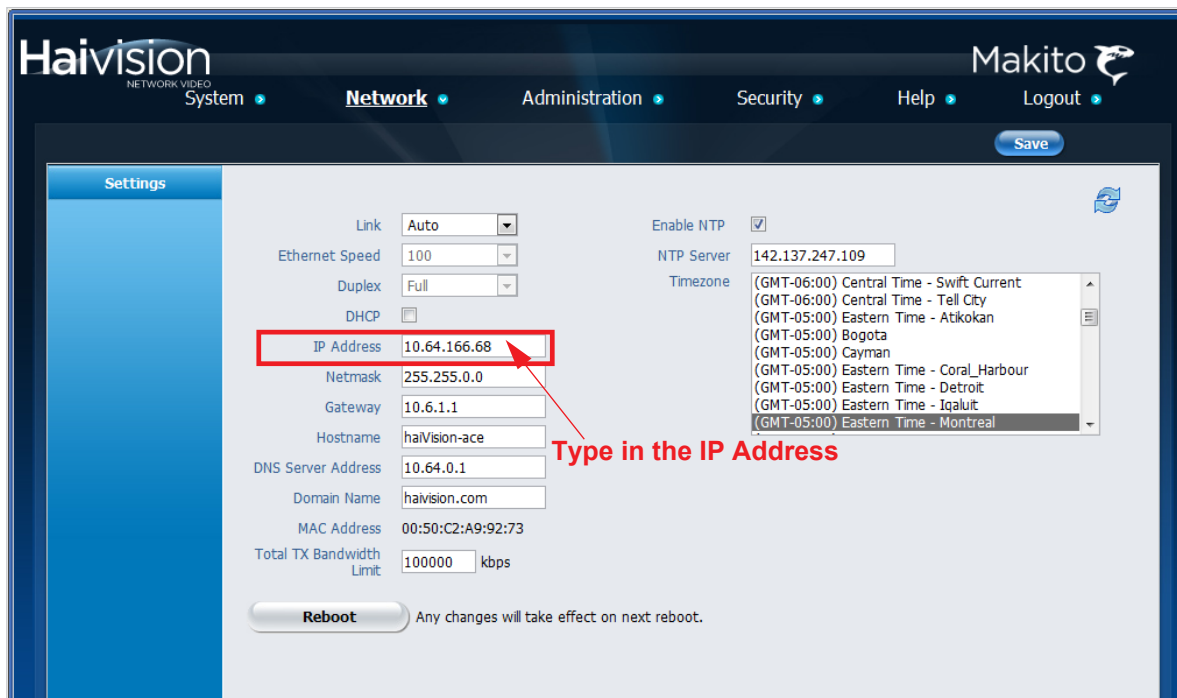 Haivision
NETWORK VIDEO
Makito
System Network Administration Security Help Logout
Save
Settings
Link Auto
Ethernet Speed 100
Duplex Full
DHCP
IP Address 10.64.166.68
Netmask 255.255.0.0
Gateway 10.6.1.1
Hostname haiVision-ace
DNS Server Address 10.64.0.1
Domain Name haivision.com
MAC Address 00:50:C2:A9:92:73
Total TX Bandwidth
Limit 100000 kbps
Reboot Any changes will take effect on next reboot.
Enable NTP
NTP Server 142.137.247.109
Timezone
(GMT-06:00) Central Time - Swift Current
(GMT-06:00) Central Time - Tell City
(GMT-05:00) Eastern Time - Atikokan
(GMT-05:00) Bogota
(GMT-05:00) Cayman
(GMT-05:00) Eastern Time - Coral_Harbour
(GMT-05:00) Eastern Time - Detroit
(GMT-05:00) Eastern Time - Iqaluit
(GMT-05:00) Eastern Time - Montreal
Type in the IP Address